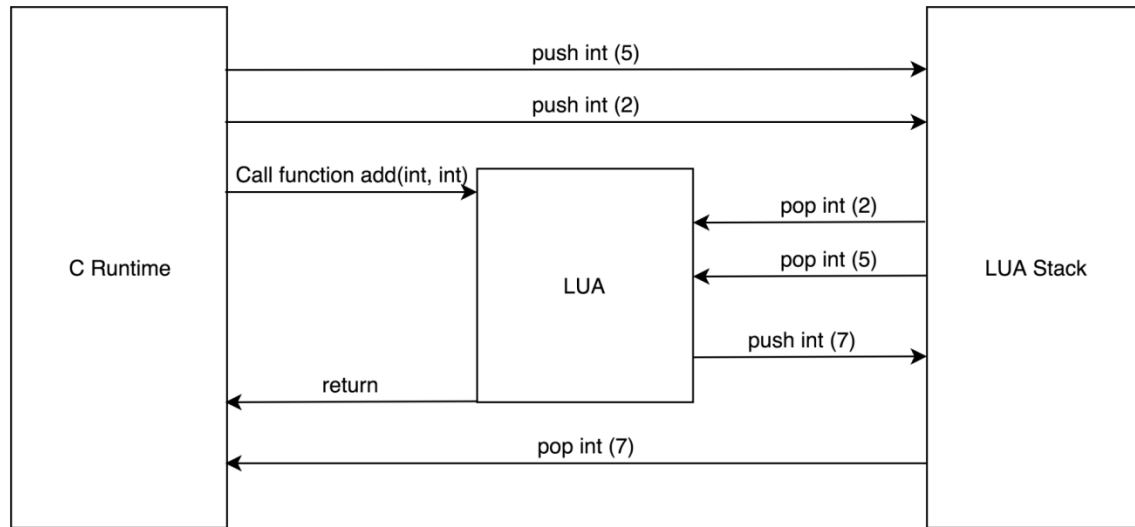 push int (5)
push int (2)
Call function add(int, int)
pop int (2)
C Runtime
LUA
LUA Stack
pop int (5)
push int (7)
return
pop int (7)